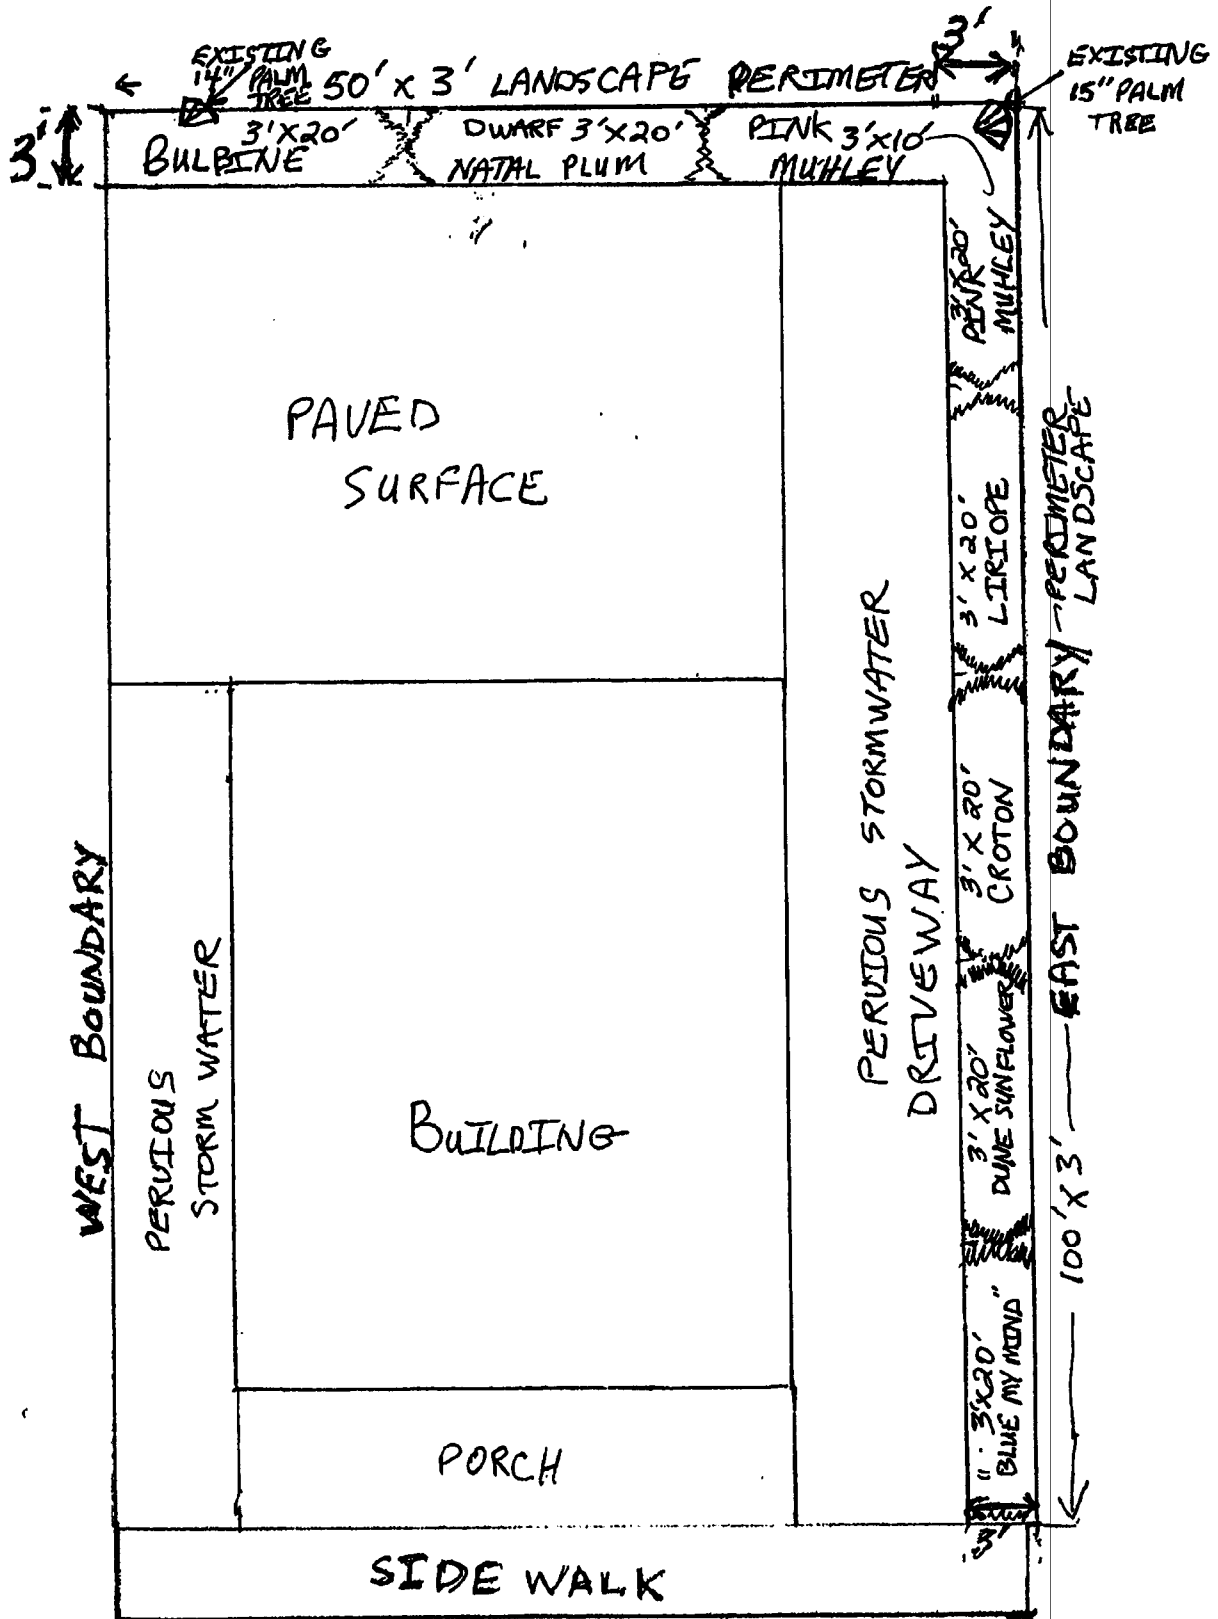 3'
EXISTING
14" PALM
TREE
50' x 3' LANDSCAPE PERIMETER
EXISTING
15" PALM
TREE
3'
3'X20'
BULBINE
DWARF 3'X20'
NATAL PLUM
PINK 3'X10'
MUHLEY
3'X20'
PINK
MUHLEY
PAVED
SURFACE
3' X 20'
LIRIOPE
PERVIOUS STORMWATER
DRIVEWAY
3' X 20'
CROTON
EAST BOUNDARY - PERIMETER
LANDSCAPE
100' X 3'
WEST BOUNDARY
PERVIOUS
STORM WATER
BUILDING
3' X 20'
DUNE SUNFLOWER
3'X20'
"BLUE MY MIND"
PORCH
3'
SIDE WALK